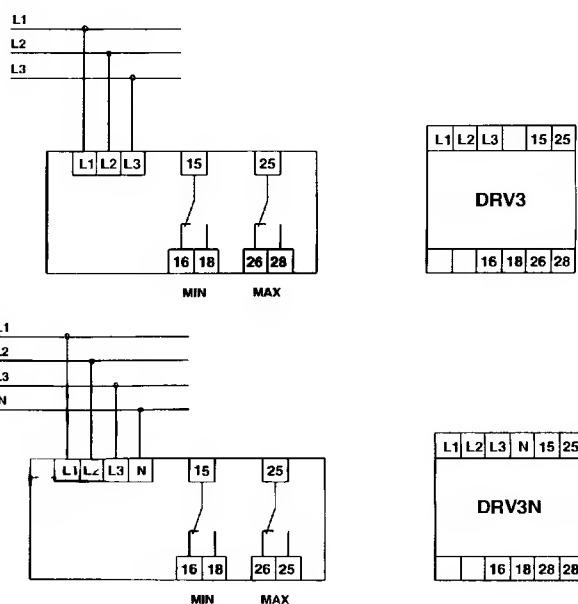 L1
L2
L3
L1 L2 L3 15 25
16 18 26 28
MIN MAX
L1 L2 L3 15 25
DRV3
16 18 26 28
L1
L2
L3
N
L1 L2 L3 N 15 25
16 18 26 25
MIN MAX
L1 L2 L3 N 15 25
DRV3N
16 18 28 28